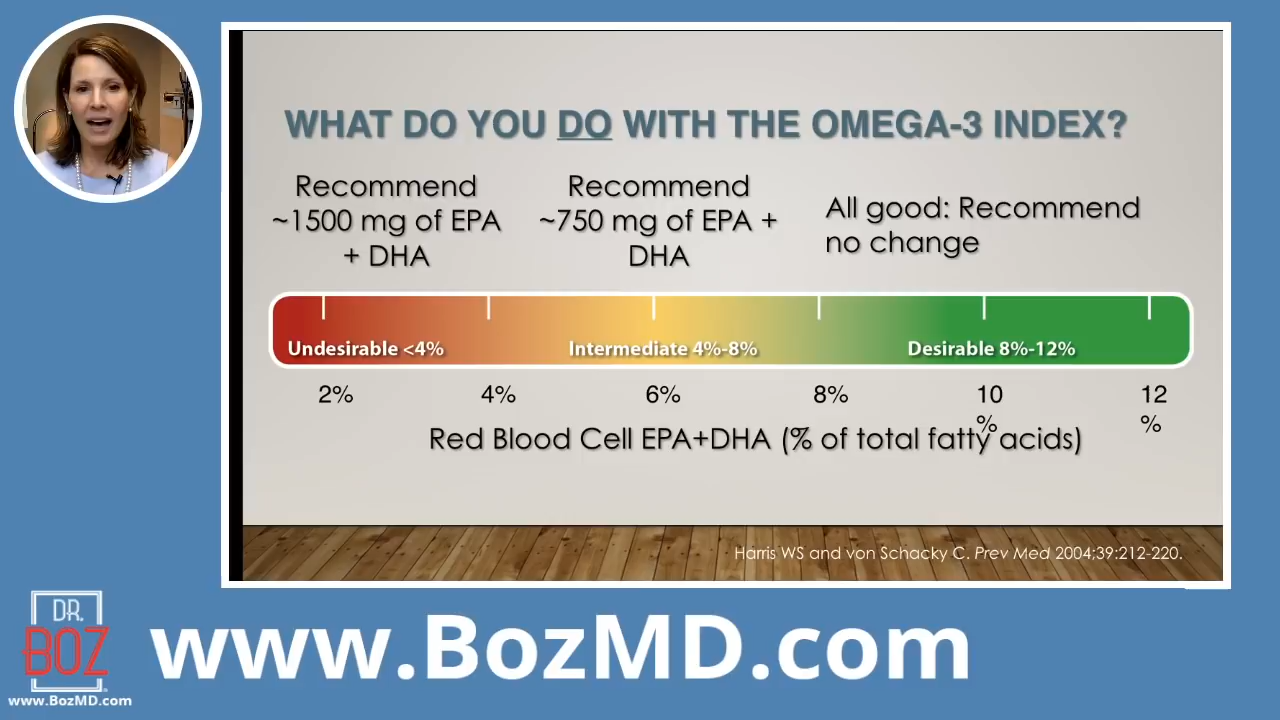 WHAT DO YOU DO WITH THE OMEGA-3 INDEX?
Recommend
~1500 mg of EPA
+ DHA
Recommend
~750 mg of EPA +
DHA
All good: Recommend
no change
Undesirable <4%
Intermediate 4%-8%
Desirable 8%-12%
2%
4%
6%
8%
10
%
12
%
Red Blood Cell EPA+DHA (% of total fatty acids)
Harris WS and von Schacky C. Prev Med 2004;39:212-220.
DR.
BOZ
www.BozMD.com
www.BozMD.com